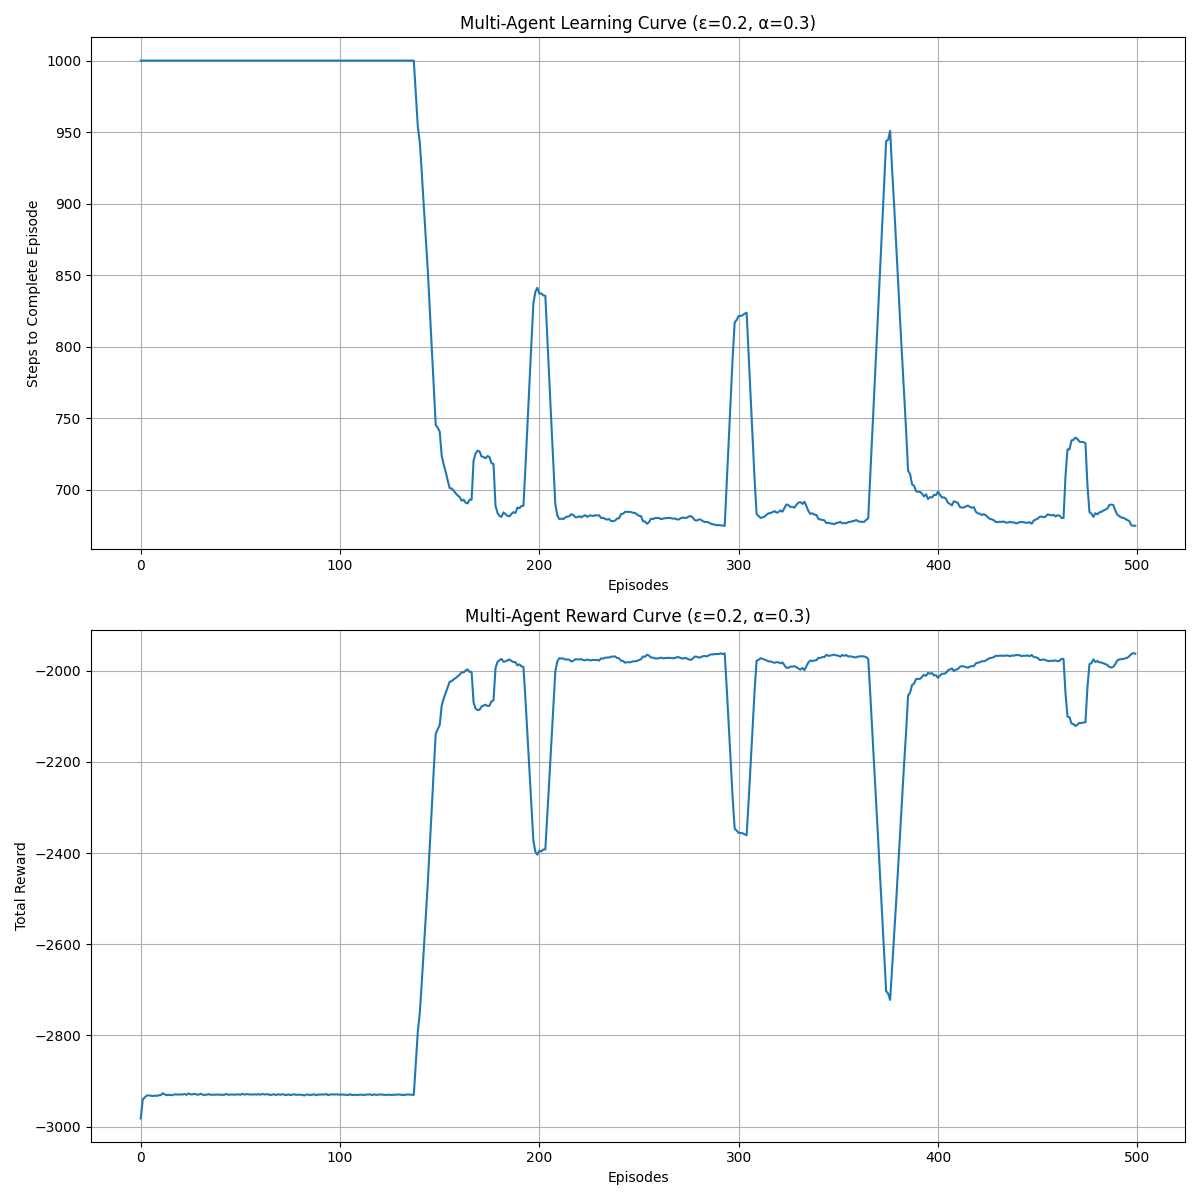 Multi-Agent Learning Curve (ε=0.2, α=0.3)
1000
950
900
850
800
750
700
Steps to Complete Episode
0 100 200 300 400 500
Episodes
Multi-Agent Reward Curve (ε=0.2, α=0.3)
−2000
−2200
−2400
−2600
−2800
−3000
Total Reward
0 100 200 300 400 500
Episodes